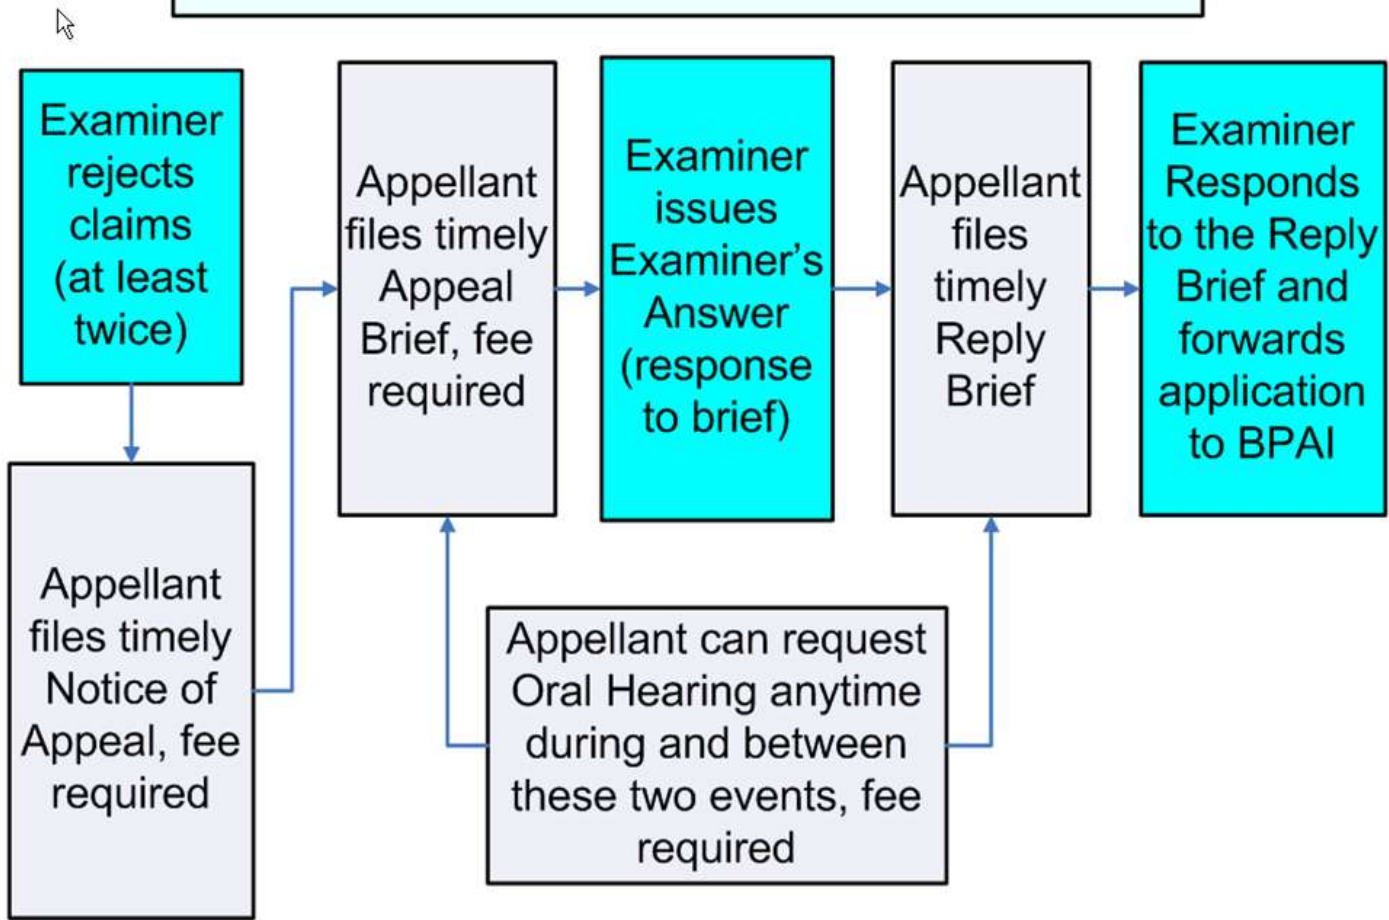 Examiner
rejects
claims
(at least
twice)
Appellant
files timely
Notice of
Appeal, fee
required
Appellant
files timely
Appeal
Brief, fee
required
Examiner
issues
Examiner's
Answer
(response
to brief)
Appellant
files
timely
Reply
Brief
Examiner
Responds
to the Reply
Brief and
forwards
application
to BPAI
Appellant can request
Oral Hearing anytime
during and between
these two events, fee
required